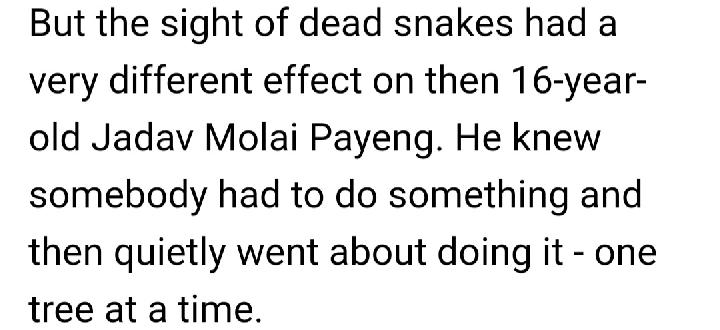 But the sight of dead snakes had a
very different effect on then 16-year-
old Jadav Molai Payeng. He knew
somebody had to do something and
then quietly went about doing it - one
tree at a time.